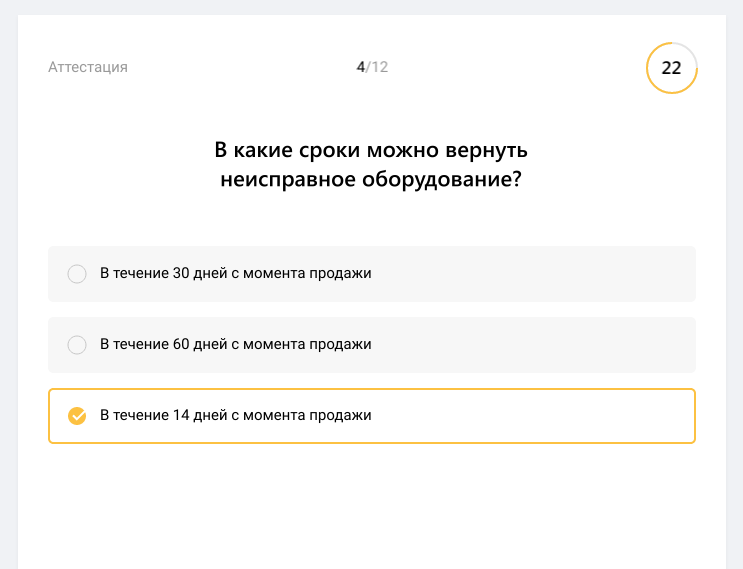 Аттестация
4/12
22
В какие сроки можно вернуть
неисправное оборудование?
В течение 30 дней с момента продажи
В течение 60 дней с момента продажи
В течение 14 дней с момента продажи